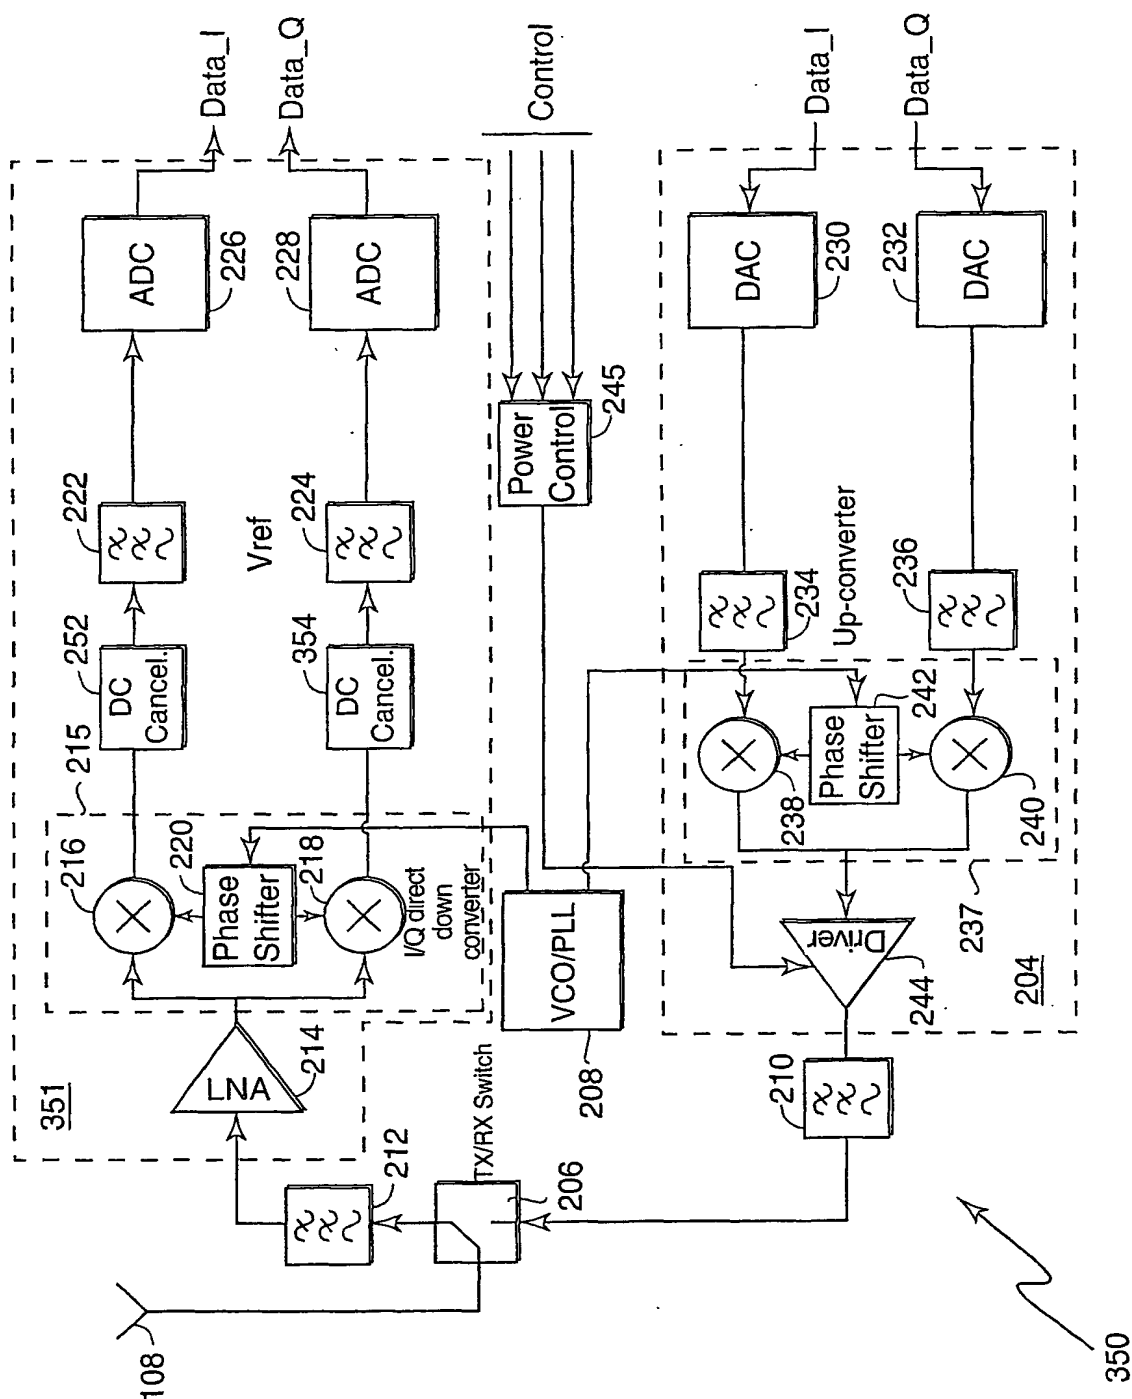 108
212
TX/RX Switch
206
351
LNA
214
215
216
220
Phase
Shifter
218
I/Q direct
down
converter
252
DC
Cancel.
354
DC
Cancel.
222
Vref
224
ADC
226
228
ADC
Data_I
Data_Q
VCO/PLL
208
Power
Control
245
Control
210
Driver
244
204
237
238
Phase
Shifter
242
240
Up-converter
234
236
DAC
230
232
DAC
Data_I
Data_Q
350